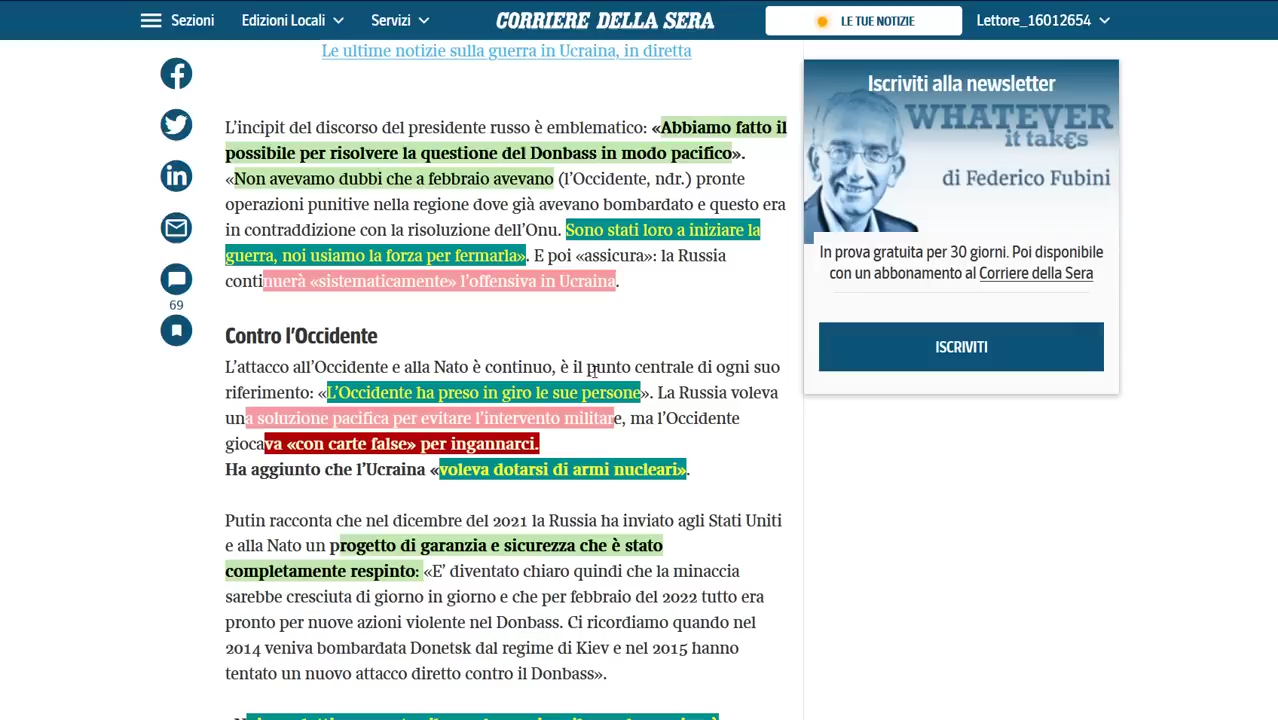 Sezioni
Edizioni Locali
Servizi
CORRIERE DELLA SERA
LE TUE NOTIZIE
Lettore_16012654
Le ultime notizie sulla guerra in Ucraina, in diretta
L’incipit del discorso del presidente russo è emblematico: «Abbiamo fatto il
possibile per risolvere la questione del Donbass in modo pacifico».
«Non avevamo dubbi che a febbraio avevano (l’Occidente, ndr.) pronte
operazioni punitive nella regione dove già avevano bombardato e questo era
in contraddizione con la risoluzione dell’Onu. Sono stati loro a iniziare la
guerra, noi usiamo la forza per fermarla». E poi «assicura»: la Russia
continuerà «sistematicamente» l’offensiva in Ucraina.
69
Contro l’Occidente
L’attacco all’Occidente e alla Nato è continuo, è il punto centrale di ogni suo
riferimento: «L’Occidente ha preso in giro le sue persone». La Russia voleva
una soluzione pacifica per evitare l’intervento militare, ma l’Occidente
giocava «con carte false» per ingannarci.
Ha aggiunto che l’Ucraina «voleva dotarsi di armi nucleari».
Putin racconta che nel dicembre del 2021 la Russia ha inviato agli Stati Uniti
e alla Nato un progetto di garanzia e sicurezza che è stato
completamente respinto: «E’ diventato chiaro quindi che la minaccia
sarebbe cresciuta di giorno in giorno e che per febbraio del 2022 tutto era
pronto per nuove azioni violente nel Donbass. Ci ricordiamo quando nel
2014 veniva bombardata Donetsk dal regime di Kiev e nel 2015 hanno
tentato un nuovo attacco diretto contro il Donbass».
Iscriviti alla newsletter
WHATEVER
it tak€s
di Federico Fubini
In prova gratuita per 30 giorni. Poi disponibile
con un abbonamento al Corriere della Sera
ISCRIVITI